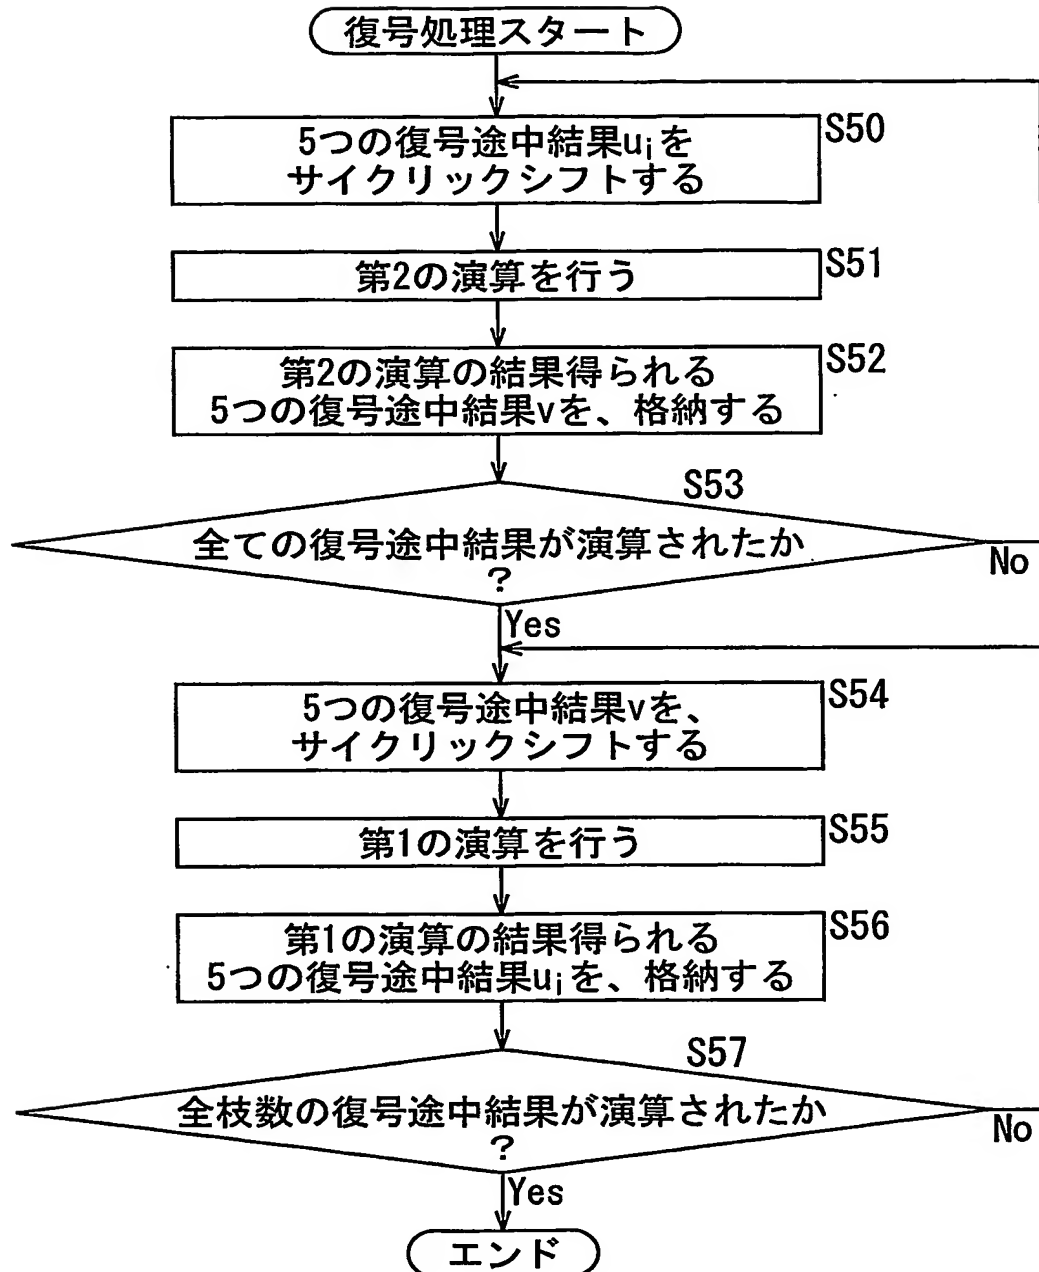 復号処理スタート
S50
5つの復号途中結果uiを
サイクリックシフトする
S51
第2の演算を行う
S52
第2の演算の結果得られる
5つの復号途中結果vを、格納する
S53
全ての復号途中結果が演算されたか
?
No
Yes
S54
5つの復号途中結果vを、
サイクリックシフトする
S55
第1の演算を行う
S56
第1の演算の結果得られる
5つの復号途中結果uiを、格納する
S57
全枝数の復号途中結果が演算されたか
?
No
Yes
エンド